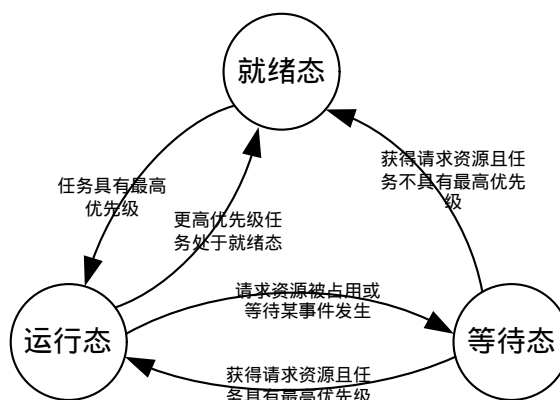 就绪态
获得请求资源且任
务不具有最高优先
级
任务具有最高
优先级
更高优先级任
务处于就绪态
请求资源被占用或
等待某事件发生
运行态
等待态
获得请求资源且任
务具有最高优先级